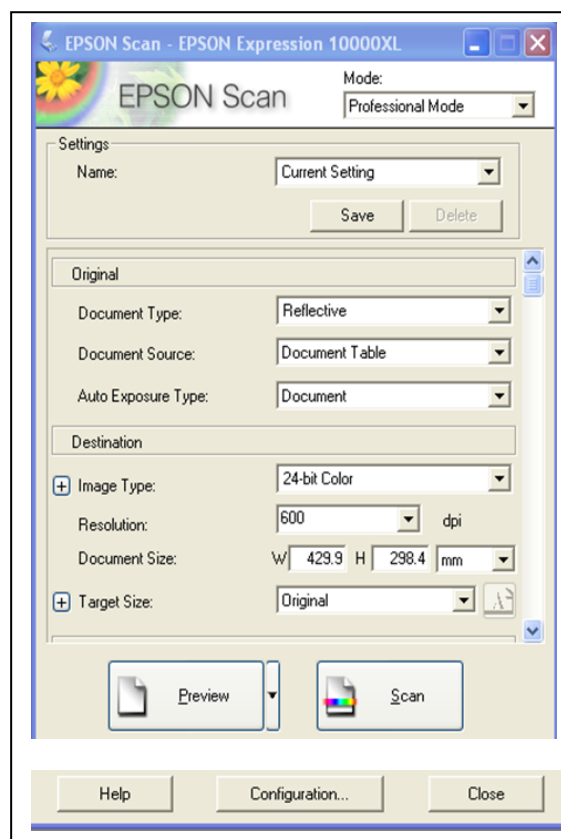 EPSON Scan - EPSON Expression 10000XL
EPSON Scan
Mode:
Professional Mode
Settings
Name: Current Setting
Save Delete
Original
Document Type: Reflective
Document Source: Document Table
Auto Exposure Type: Document
Destination
Image Type: 24-bit Color
Resolution: 600 dpi
Document Size: W 429.9 H 298.4 mm
Target Size: Original
Preview Scan
Help Configuration... Close